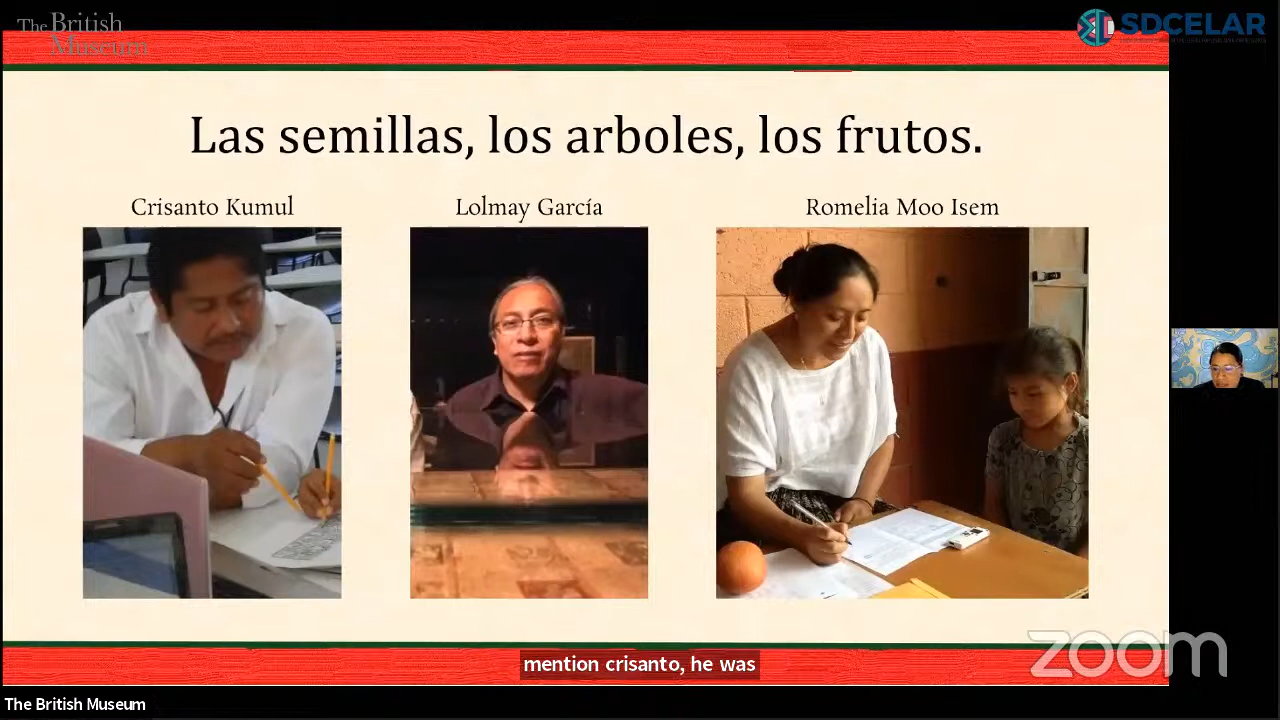 The British
Museum
SDCELAR
Las semillas, los arboles, los frutos.
Crisanto Kumul
Lolmay García
Romelia Moo Isem
mention crisanto, he was
zoom
The British Museum